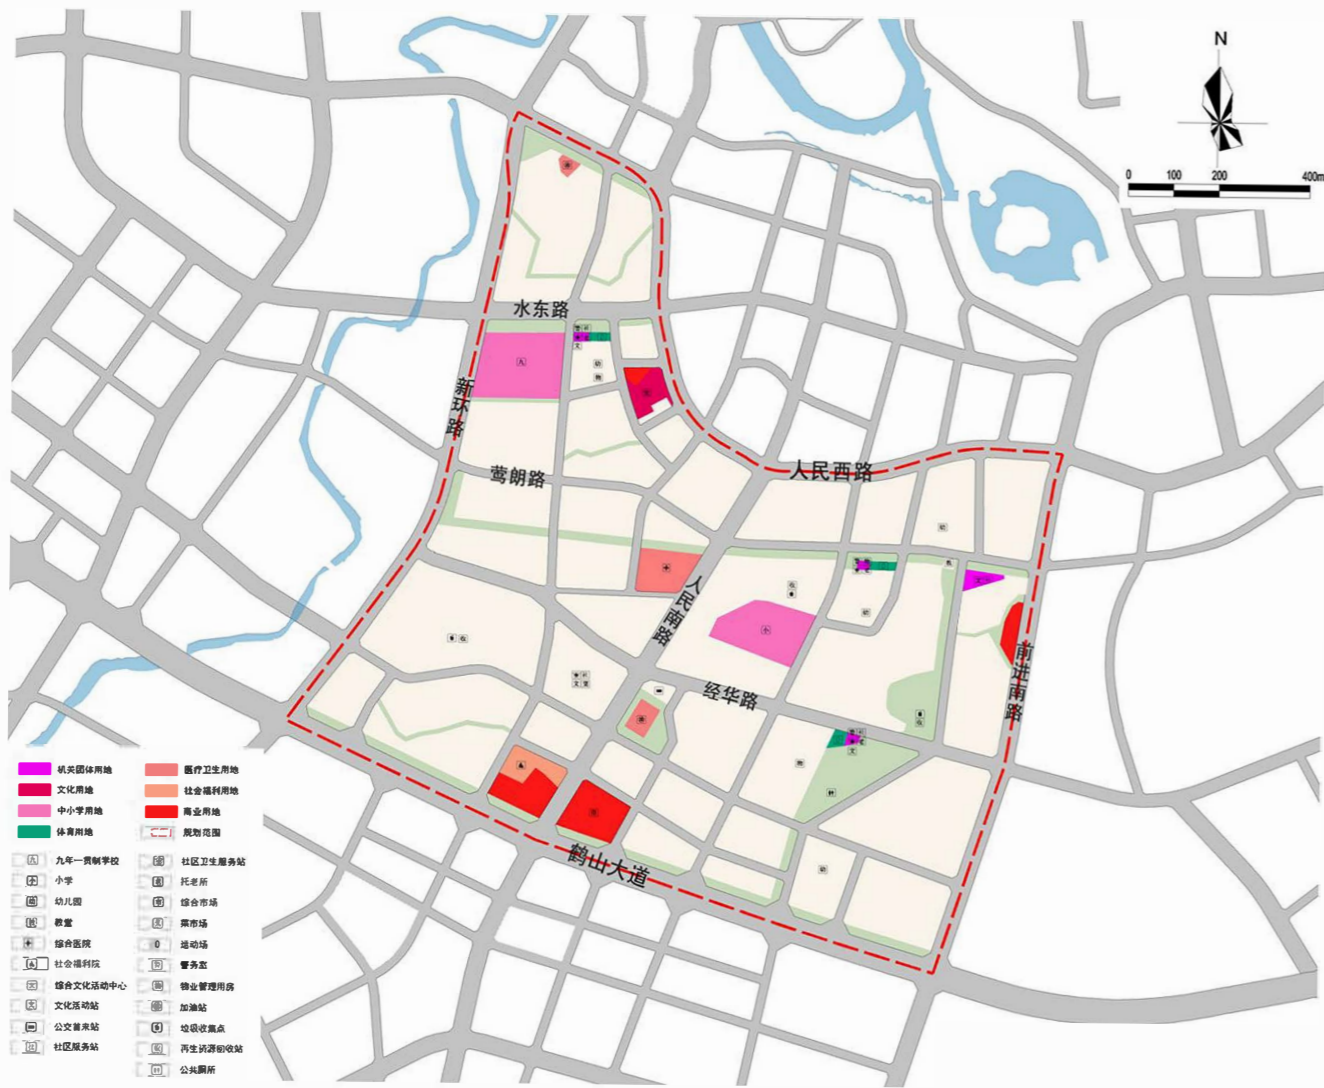 N
0 100 200 400m
水东路
新环路
莺朗路
人民西路
人民南路
前进南路
经华路
鹤山大道
机关团体用地
文化用地
中小学用地
体育用地
医疗卫生用地
社会福利用地
商业用地
规划范围
九年一贯制学校
小学
幼儿园
教堂
综合医院
社会福利院
综合文化活动中心
文化活动站
公交首末站
社区服务站
社区卫生服务站
托老所
综合市场
菜市场
运动场
警务室
物业管理用房
加油站
垃圾收集点
再生资源回收站
公共厕所
九
小